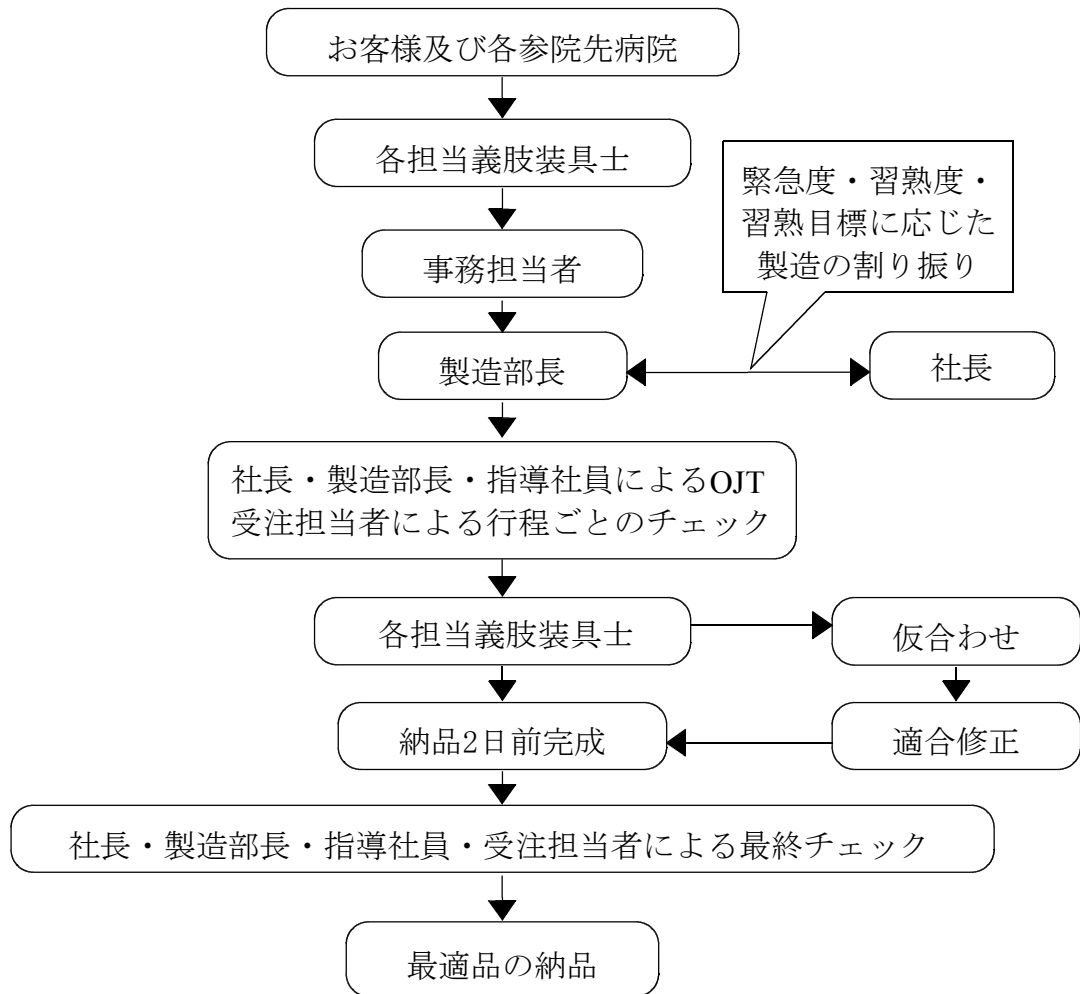 お客様及び各参院先病院
各担当義肢装具士
緊急度・習熟度・
習熟目標に応じた
製造の割り振り
事務担当者
製造部長
社長
社長・製造部長・指導社員によるOJT
受注担当者による行程ごとのチェック
各担当義肢装具士
仮合わせ
納品2日前完成
適合修正
社長・製造部長・指導社員・受注担当者による最終チェック
最適品の納品